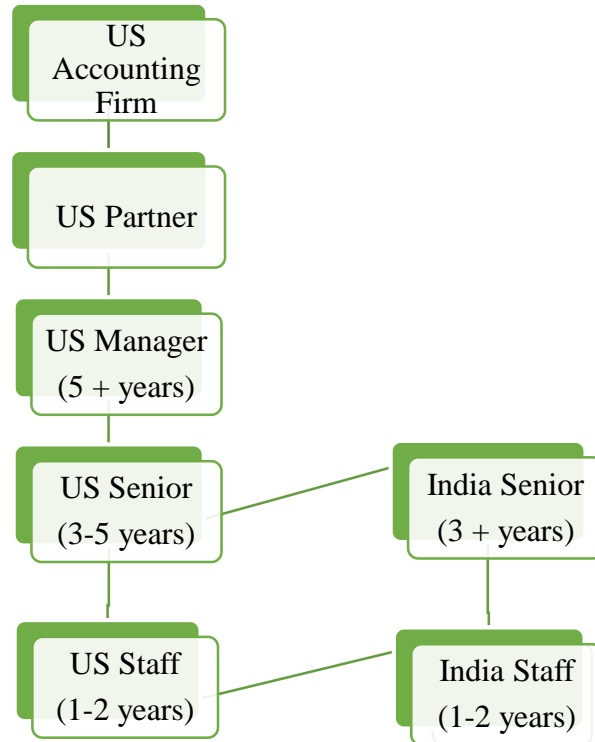 US
Accounting
Firm
US Partner
US Manager
(5 + years)
US Senior
(3-5 years)
India Senior
(3 + years)
US Staff
(1-2 years)
India Staff
(1-2 years)